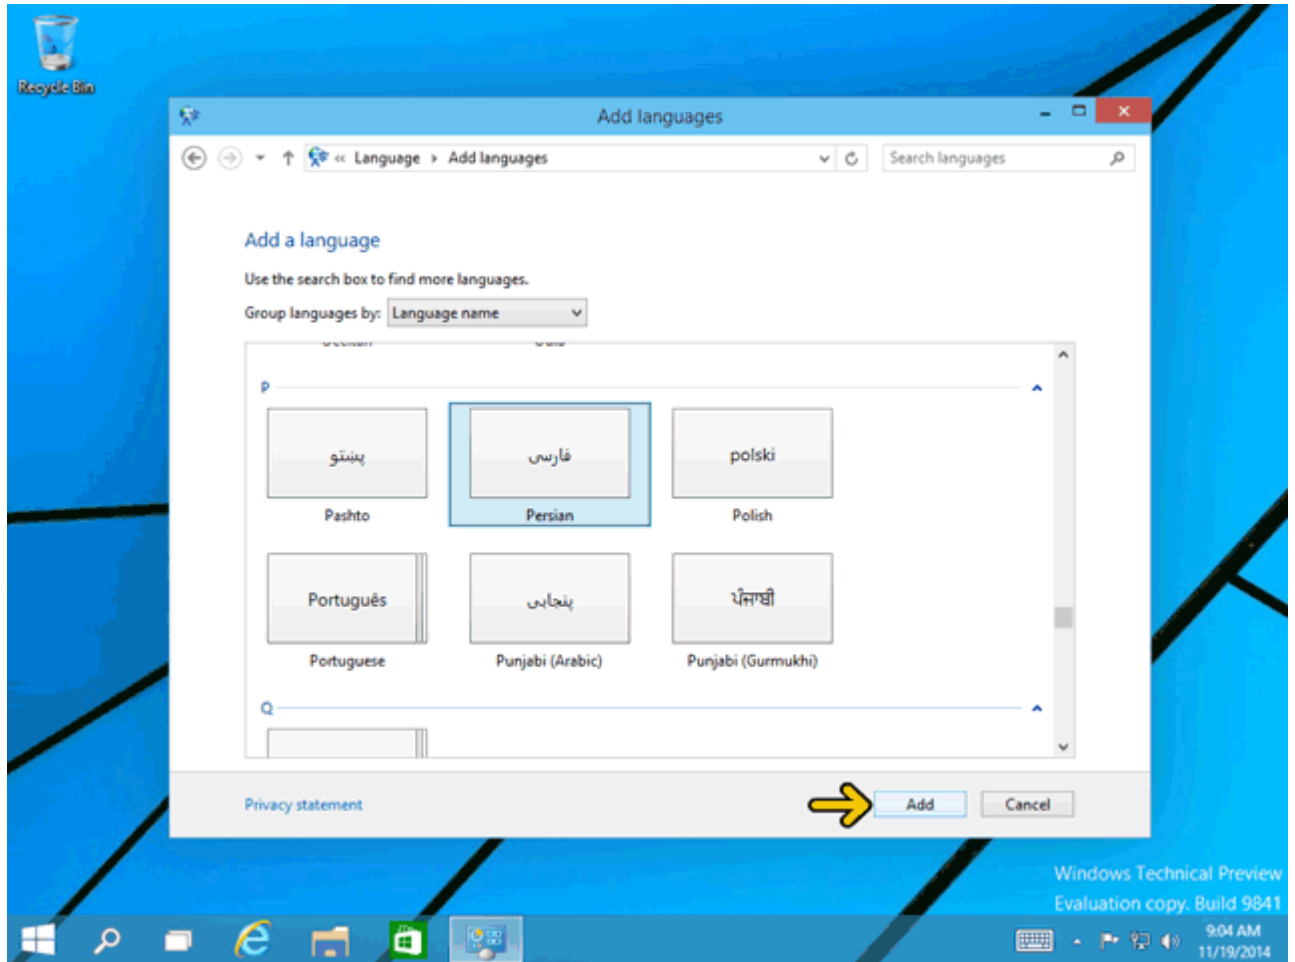 Recycle Bin
Add languages
« Language ▸ Add languages
Search languages
Add a language
Use the search box to find more languages.
Group languages by: Language name
P
پښتو
فارسی
polski
Pashto
Persian
Polish
Português
پنجابی
ਪੰਜਾਬੀ
Portuguese
Punjabi (Arabic)
Punjabi (Gurmukhi)
Q
Privacy statement
Add
Cancel
Windows Technical Preview
Evaluation copy. Build 9841
9:04 AM
11/19/2014